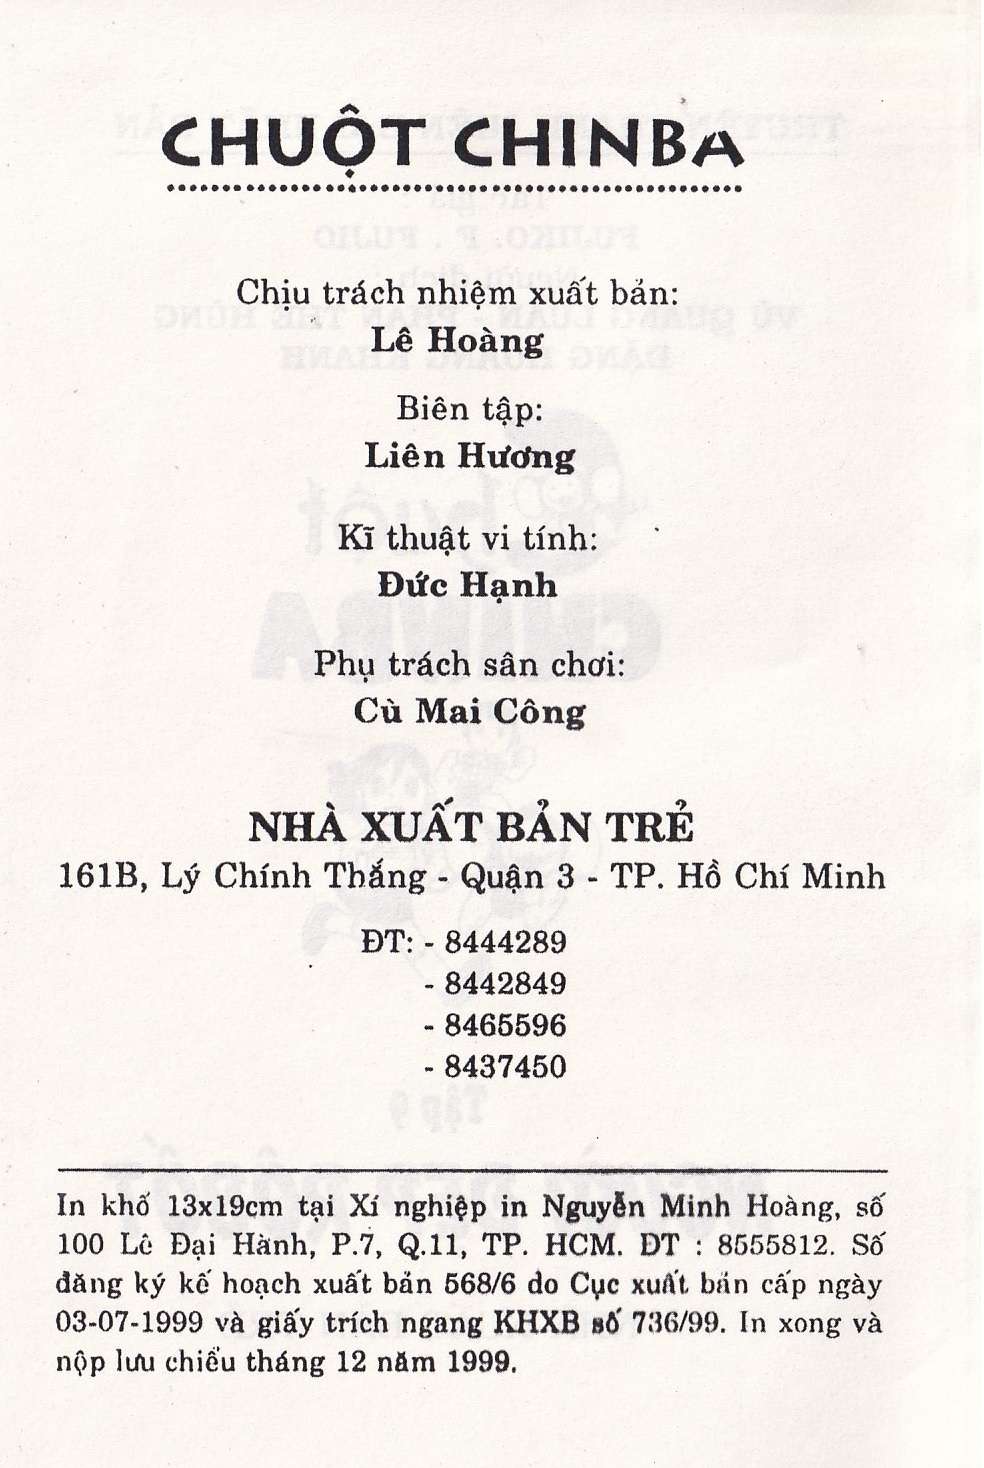 CHUỘT CHINBA
Chịu trách nhiệm xuất bản:
Lê Hoàng
Biên tập:
Liên Hương
Kĩ thuật vi tính:
Đức Hạnh
Phụ trách sân chơi:
Cù Mai Công
NHÀ XUẤT BẢN TRẺ
161B, Lý Chính Thắng - Quận 3 - TP. Hồ Chí Minh
ĐT: - 8444289
- 8442849
- 8465596
- 8437450
In khổ 13x19cm tại Xí nghiệp in Nguyễn Minh Hoàng, số
100 Lê Đại Hành, P.7, Q.11, TP. HCM. ĐT : 8555812. Số
đăng ký kế hoạch xuất bản 568/6 do Cục xuất bản cấp ngày
03-07-1999 và giấy trích ngang KHXB số 736/99. In xong và
nộp lưu chiểu tháng 12 năm 1999.